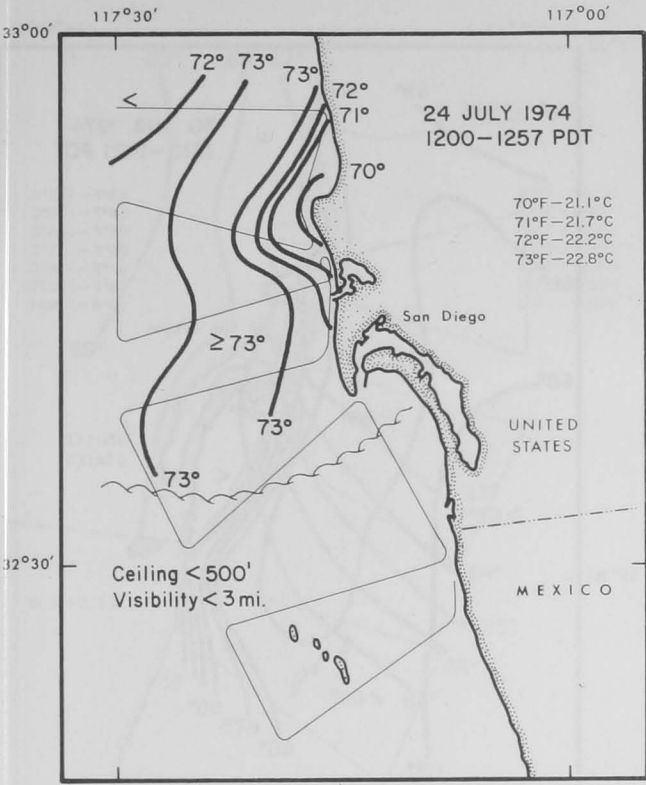 117°30' 117°00'
33°00'
72° 73° 73° 72°
<
71°
24 JULY 1974
1200–1257 PDT
70°
70°F–21.1°C
71°F–21.7°C
72°F–22.2°C
73°F–22.8°C
San Diego
≥73°
73°
UNITED
STATES
73°
32°30'
Ceiling <500'
Visibility <3mi.
MEXICO